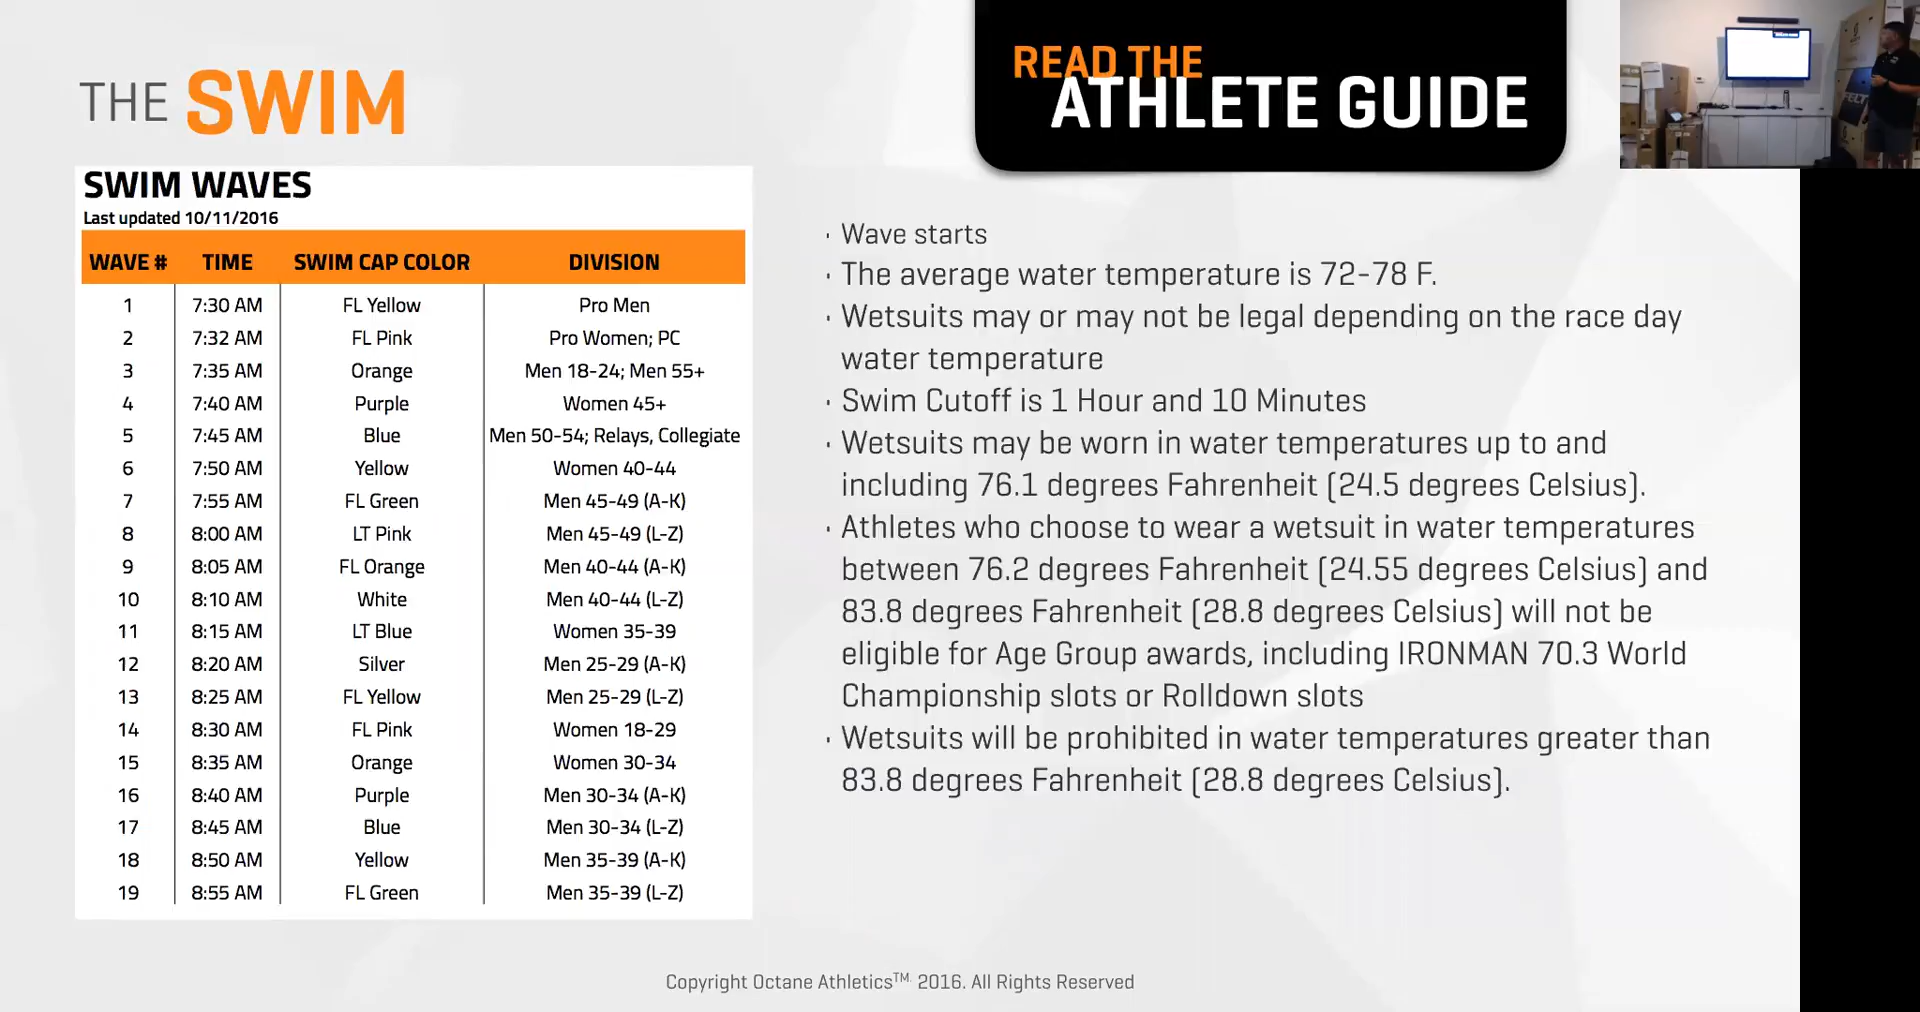 THE SWIM
READ THE
ATHLETE GUIDE
SWIM WAVES
Last updated 10/11/2016
WAVE # TIME SWIM CAP COLOR DIVISION
1 7:30 AM FL Yellow Pro Men
2 7:32 AM FL Pink Pro Women; PC
3 7:35 AM Orange Men 18-24; Men 55+
4 7:40 AM Purple Women 45+
5 7:45 AM Blue Men 50-54; Relays, Collegiate
6 7:50 AM Yellow Women 40-44
7 7:55 AM FL Green Men 45-49 (A-K)
8 8:00 AM LT Pink Men 45-49 (L-Z)
9 8:05 AM FL Orange Men 40-44 (A-K)
10 8:10 AM White Men 40-44 (L-Z)
11 8:15 AM LT Blue Women 35-39
12 8:20 AM Silver Men 25-29 (A-K)
13 8:25 AM FL Yellow Men 25-29 (L-Z)
14 8:30 AM FL Pink Women 18-29
15 8:35 AM Orange Women 30-34
16 8:40 AM Purple Men 30-34 (A-K)
17 8:45 AM Blue Men 30-34 (L-Z)
18 8:50 AM Yellow Men 35-39 (A-K)
19 8:55 AM FL Green Men 35-39 (L-Z)
· Wave starts
· The average water temperature is 72-78 F.
· Wetsuits may or may not be legal depending on the race day
water temperature
· Swim Cutoff is 1 Hour and 10 Minutes
· Wetsuits may be worn in water temperatures up to and
including 76.1 degrees Fahrenheit (24.5 degrees Celsius).
· Athletes who choose to wear a wetsuit in water temperatures
between 76.2 degrees Fahrenheit (24.55 degrees Celsius) and
83.8 degrees Fahrenheit (28.8 degrees Celsius) will not be
eligible for Age Group awards, including IRONMAN 70.3 World
Championship slots or Rolldown slots
· Wetsuits will be prohibited in water temperatures greater than
83.8 degrees Fahrenheit (28.8 degrees Celsius).
FELT
Copyright Octane Athletics™ 2016. All Rights Reserved